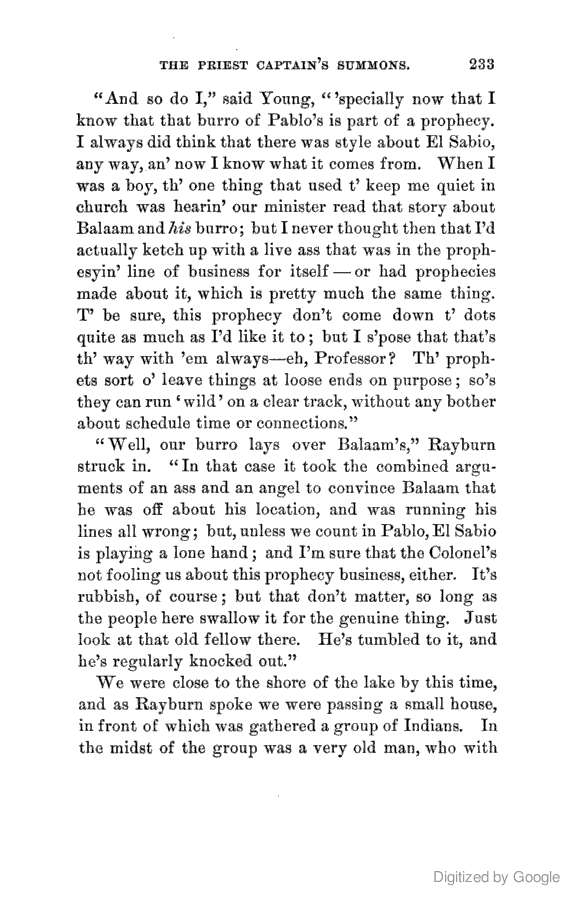 THE PRIEST CAPTAIN'S SUMMONS. 233
"And so do I," said Young, "'specially now that I
know that that burro of Pablo's is part of a prophecy.
I always did think that there was style about El Sabio,
any way, an' now I know what it comes from. When I
was a boy, th' one thing that used t' keep me quiet in
church was hearin' our minister read that story about
Balaam and his burro; but I never thought then that I'd
actually ketch up with a live ass that was in the proph-
esyin' line of business for itself—or had prophecies
made about it, which is pretty much the same thing.
T' be sure, this prophecy don't come down t' dots
quite as much as I'd like it to; but I s'pose that that's
th' way with 'em always—eh, Professor? Th' proph-
ets sort o' leave things at loose ends on purpose; so's
they can run 'wild' on a clear track, without any bother
about schedule time or connections."
"Well, our burro lays over Balaam's," Rayburn
struck in. "In that case it took the combined argu-
ments of an ass and an angel to convince Balaam that
he was off about his location, and was running his
lines all wrong; but, unless we count in Pablo, El Sabio
is playing a lone hand; and I'm sure that the Colonel's
not fooling us about this prophecy business, either. It's
rubbish, of course; but that don't matter, so long as
the people here swallow it for the genuine thing. Just
look at that old fellow there. He's tumbled to it, and
he's regularly knocked out."
We were close to the shore of the lake by this time,
and as Rayburn spoke we were passing a small house,
in front of which was gathered a group of Indians. In
the midst of the group was a very old man, who with
Digitized by Google